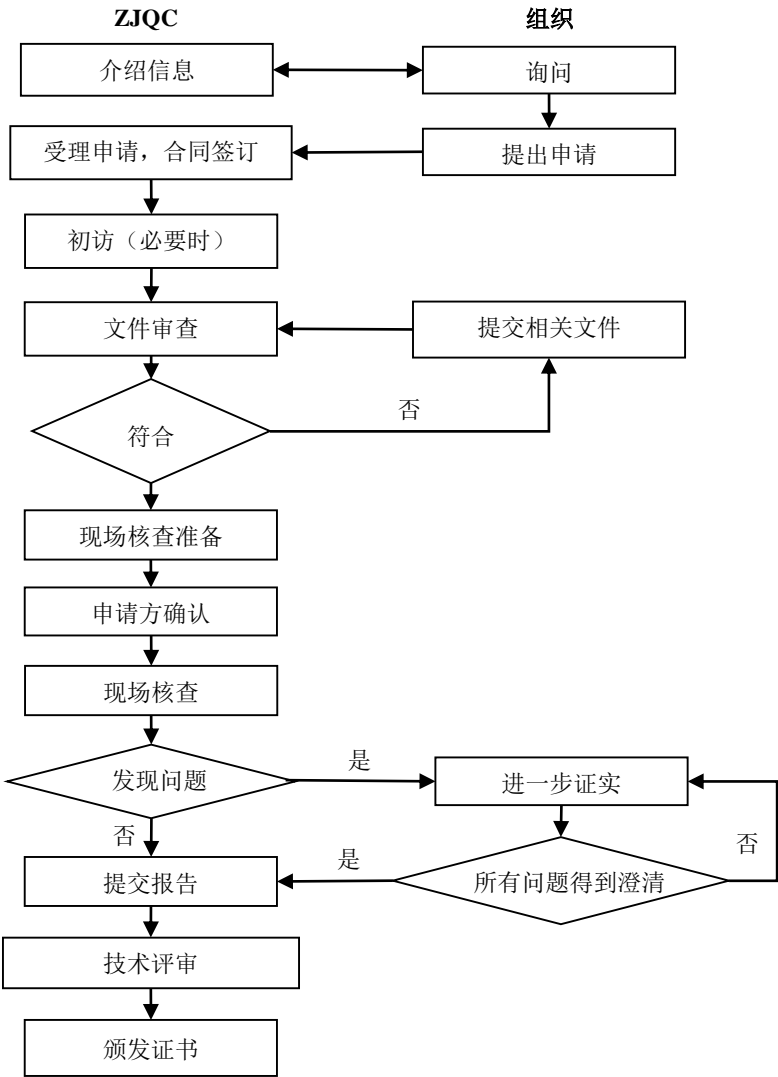 ZJQC
组织
介绍信息
询问
受理申请，合同签订
提出申请
初访（必要时）
文件审查
提交相关文件
否
符合
现场核查准备
申请方确认
现场核查
是
发现问题
进一步证实
否
否
是
提交报告
所有问题得到澄清
技术评审
颁发证书